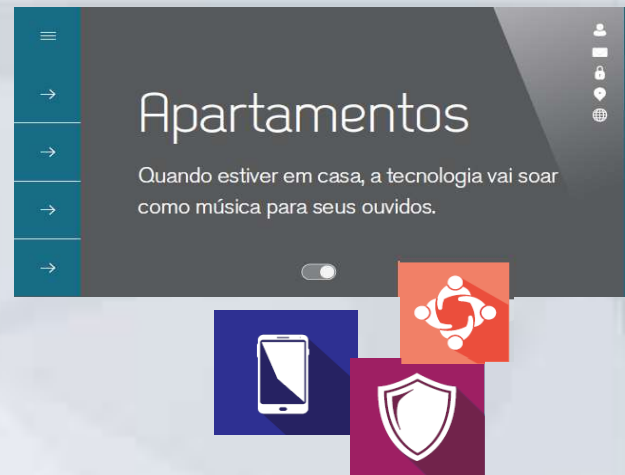 Apartamentos
Quando estiver em casa, a tecnologia vai soar
como música para seus ouvidos.